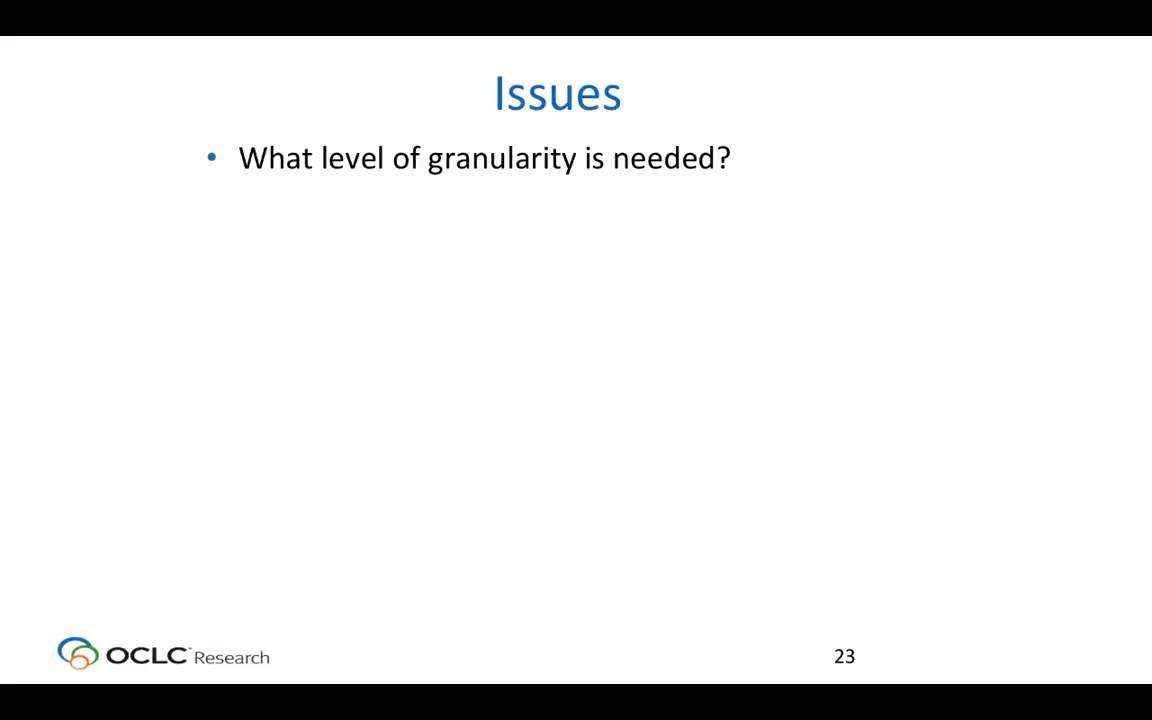 Issues
• What level of granularity is needed?
OCLC Research
23